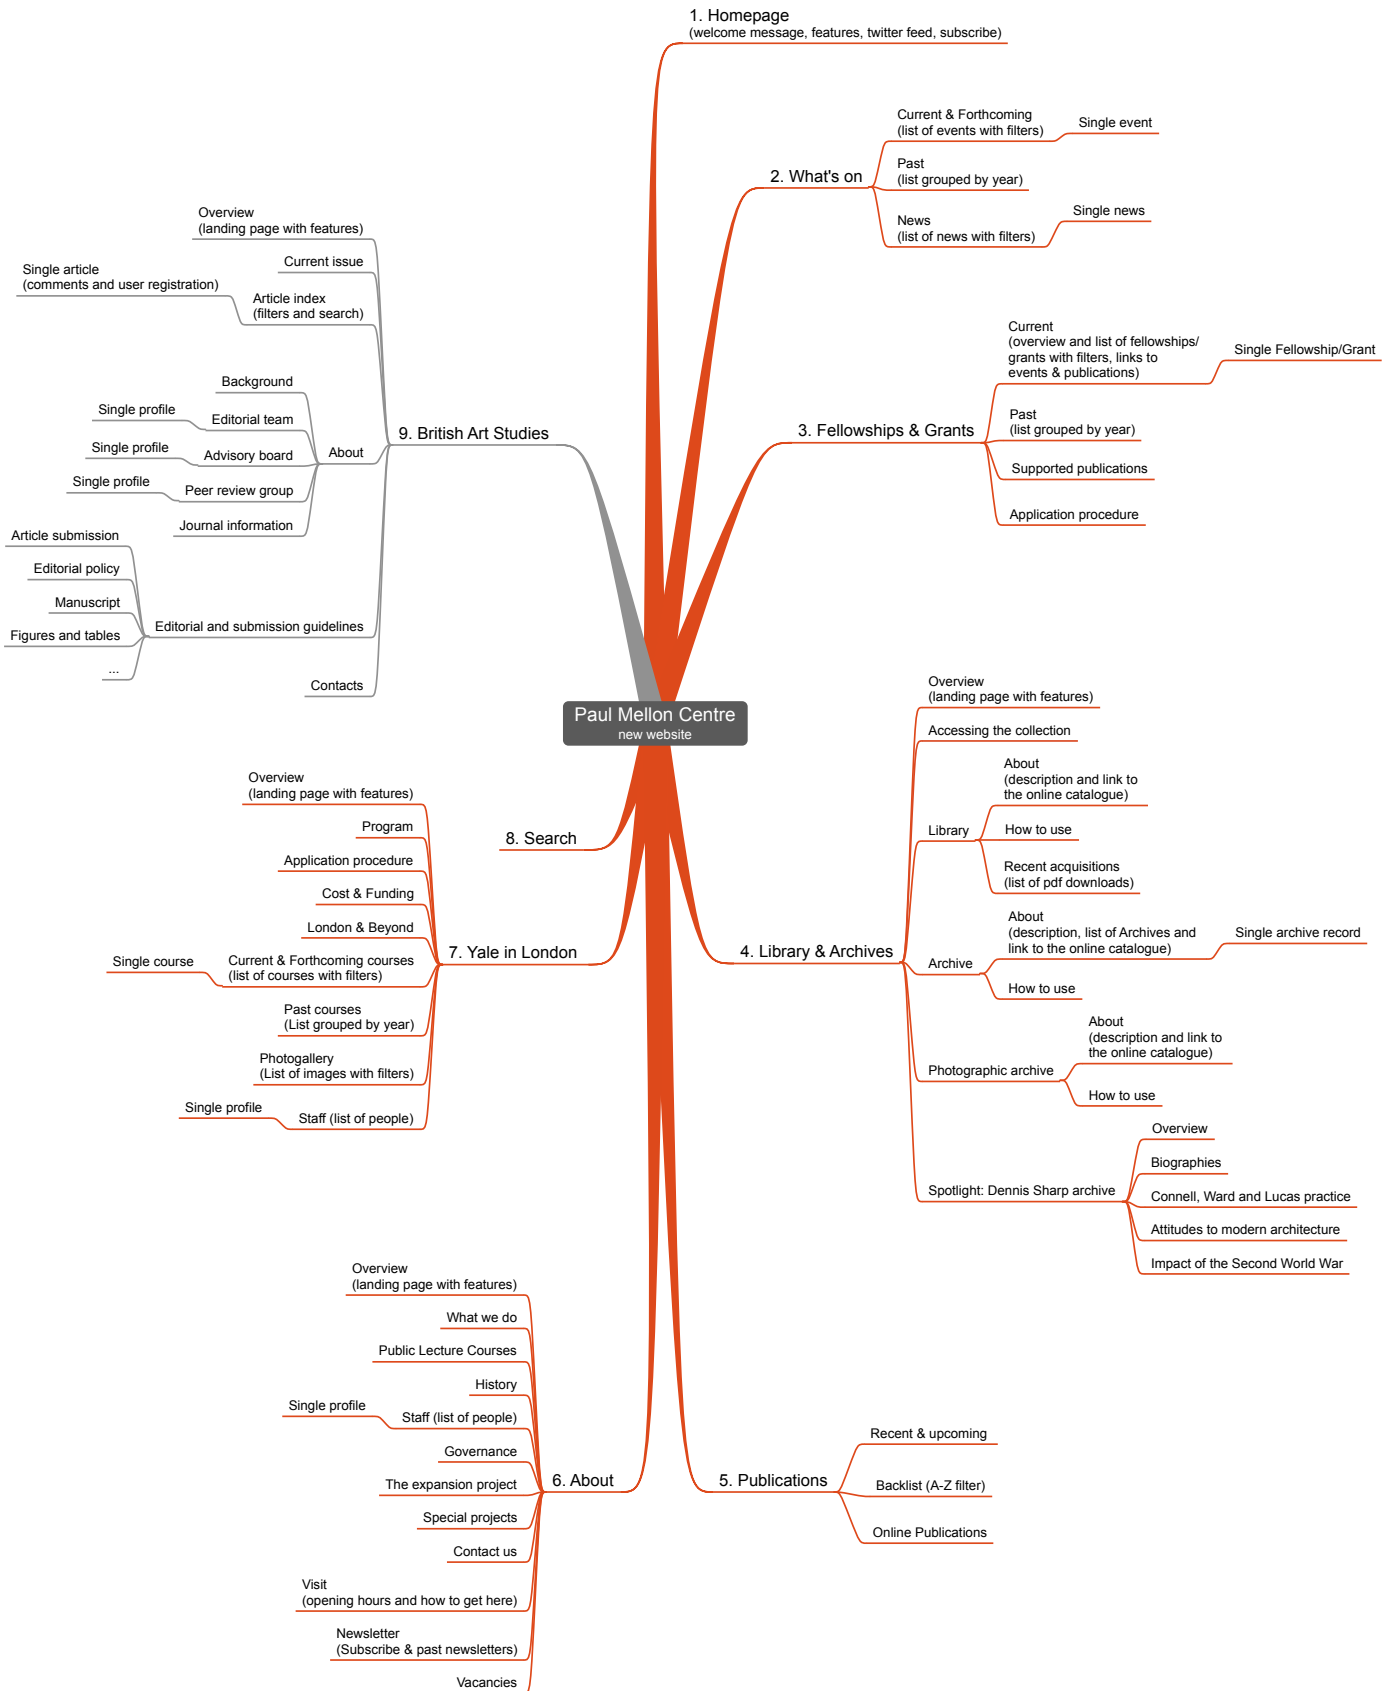 Paul Mellon Centre
new website
1. Homepage
(welcome message, features, twitter feed, subscribe)
2. What's on
Current & Forthcoming
(list of events with filters)
Single event
Past
(list grouped by year)
News
(list of news with filters)
Single news
3. Fellowships & Grants
Current
(overview and list of fellowships/
grants with filters, links to
events & publications)
Single Fellowship/Grant
Past
(list grouped by year)
Supported publications
Application procedure
4. Library & Archives
Overview
(landing page with features)
Accessing the collection
Library
About
(description and link to
the online catalogue)
How to use
Recent acquisitions
(list of pdf downloads)
Archive
About
(description, list of Archives and
link to the online catalogue)
Single archive record
How to use
Photographic archive
About
(description and link to
the online catalogue)
How to use
Spotlight: Dennis Sharp archive
Overview
Biographies
Connell, Ward and Lucas practice
Attitudes to modern architecture
Impact of the Second World War
5. Publications
Recent & upcoming
Backlist (A-Z filter)
Online Publications
6. About
Overview
(landing page with features)
What we do
Public Lecture Courses
History
Staff (list of people)
Single profile
Governance
The expansion project
Special projects
Contact us
Visit
(opening hours and how to get here)
Newsletter
(Subscribe & past newsletters)
Vacancies
7. Yale in London
Overview
(landing page with features)
Program
Application procedure
Cost & Funding
London & Beyond
Current & Forthcoming courses
(list of courses with filters)
Single course
Past courses
(List grouped by year)
Photogallery
(List of images with filters)
Staff (list of people)
Single profile
8. Search
9. British Art Studies
Overview
(landing page with features)
Current issue
Article index
(filters and search)
Single article
(comments and user registration)
About
Background
Editorial team
Single profile
Advisory board
Single profile
Peer review group
Single profile
Journal information
Editorial and submission guidelines
Article submission
Editorial policy
Manuscript
Figures and tables
...
Contacts